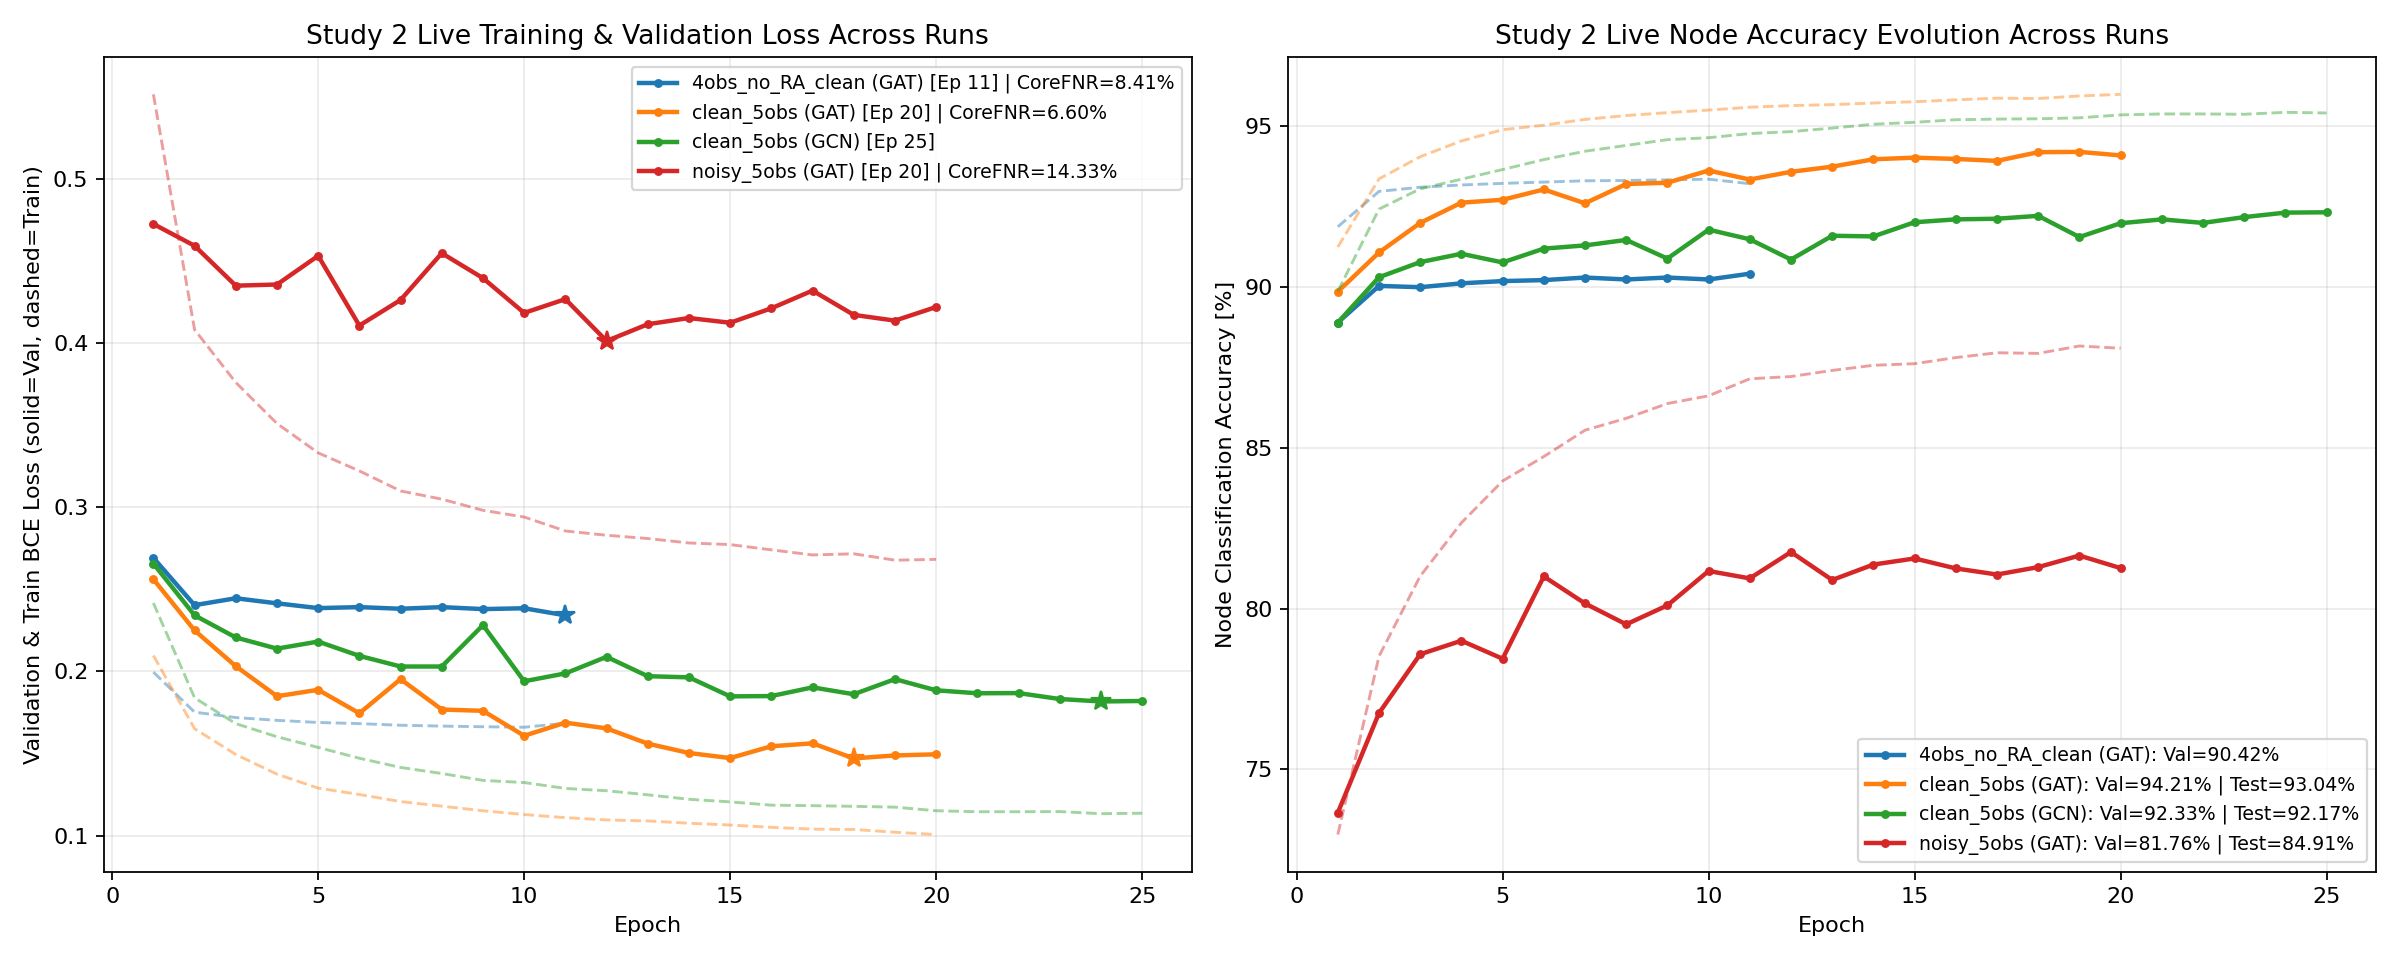 Study 2 Live Training & Validation Loss Across Runs
Validation & Train BCE Loss (solid=Val, dashed=Train)
0.5
0.4
0.3
0.2
0.1
4obs_no_RA_clean (GAT) [Ep 11] | CoreFNR=8.41%
clean_5obs (GAT) [Ep 20] | CoreFNR=6.60%
clean_5obs (GCN) [Ep 25]
noisy_5obs (GAT) [Ep 20] | CoreFNR=14.33%
0 5 10 15 20 25
Epoch
Study 2 Live Node Accuracy Evolution Across Runs
Node Classification Accuracy [%]
95
90
85
80
75
4obs_no_RA_clean (GAT): Val=90.42%
clean_5obs (GAT): Val=94.21% | Test=93.04%
clean_5obs (GCN): Val=92.33% | Test=92.17%
noisy_5obs (GAT): Val=81.76% | Test=84.91%
0 5 10 15 20 25
Epoch